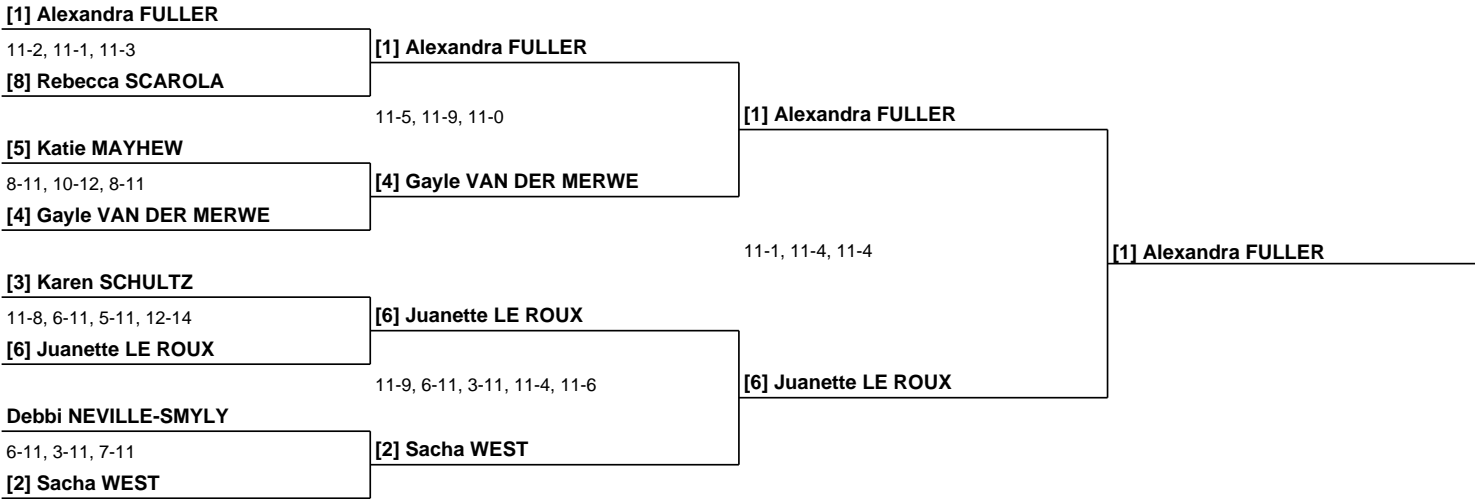 [1] Alexandra FULLER
11-2, 11-1, 11-3
[8] Rebecca SCAROLA
[5] Katie MAYHEW
8-11, 10-12, 8-11
[4] Gayle VAN DER MERWE
[3] Karen SCHULTZ
11-8, 6-11, 5-11, 12-14
[6] Juanette LE ROUX
Debbi NEVILLE-SMYLY
6-11, 3-11, 7-11
[2] Sacha WEST
[1] Alexandra FULLER
11-5, 11-9, 11-0
[4] Gayle VAN DER MERWE
[6] Juanette LE ROUX
11-9, 6-11, 3-11, 11-4, 11-6
[2] Sacha WEST
[1] Alexandra FULLER
11-1, 11-4, 11-4
[6] Juanette LE ROUX
[1] Alexandra FULLER